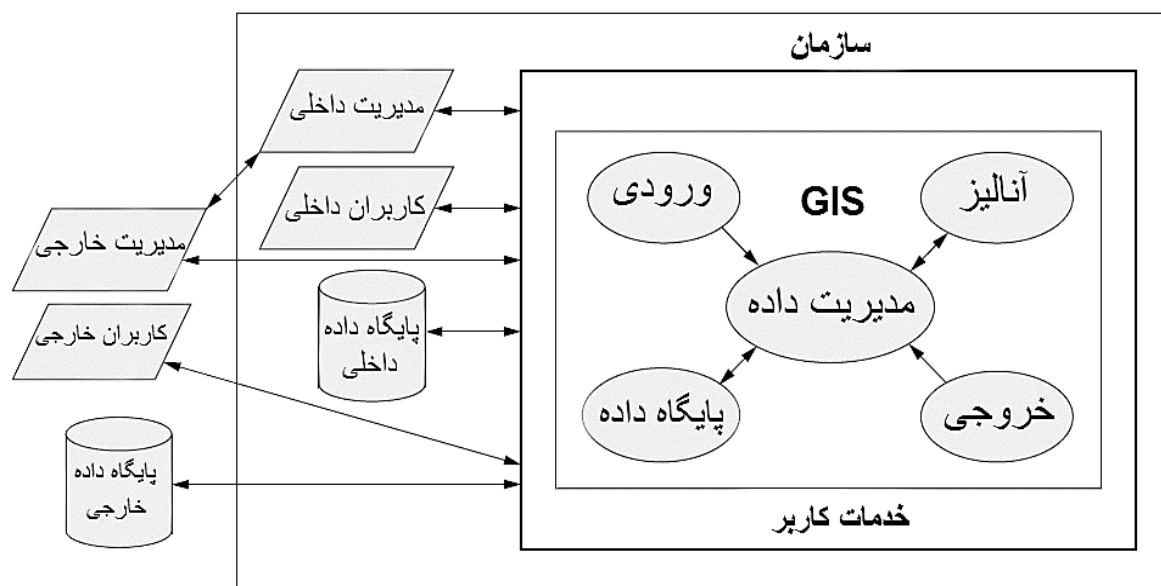 سازمان
مدیریت داخلی
کاربران داخلی
مدیریت خارجی
کاربران خارجی
پایگاه داده
داخلی
پایگاه داده
خارجی
ورودی
GIS
آنالیز
مدیریت داده
پایگاه داده
خروجی
خدمات کاربر